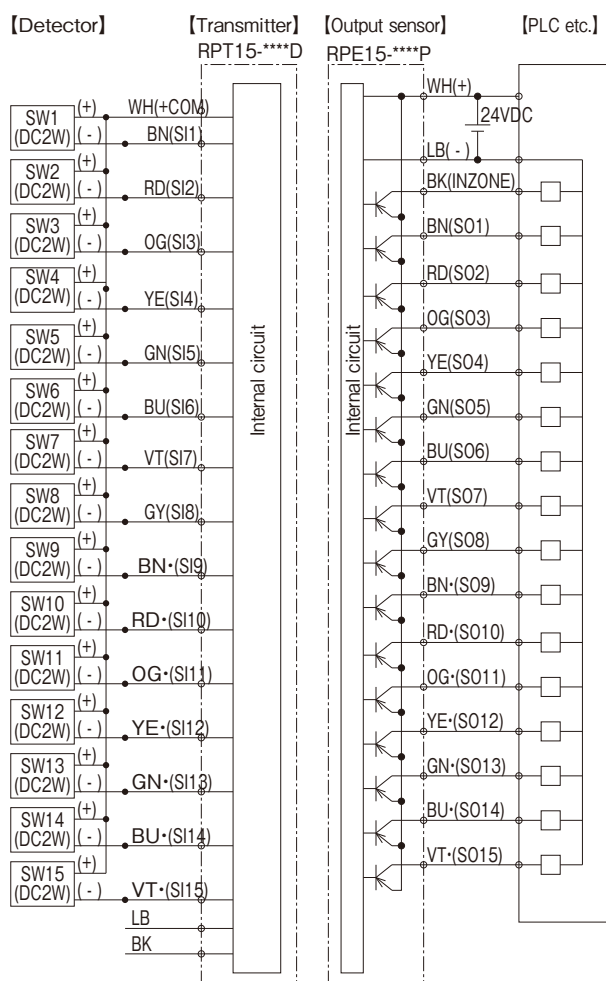 【Detector】
【Transmitter】
RPT15-****D
【Output sensor】
RPE15-****P
【PLC etc.】
SW1
(DC2W)
(+)
(-)
WH(+COM)
BN(SI1)
SW2
(DC2W)
(+)
(-)
RD(SI2)
SW3
(DC2W)
(+)
(-)
OG(SI3)
SW4
(DC2W)
(+)
(-)
YE(SI4)
SW5
(DC2W)
(+)
(-)
GN(SI5)
SW6
(DC2W)
(+)
(-)
BU(SI6)
SW7
(DC2W)
(+)
(-)
VT(SI7)
SW8
(DC2W)
(+)
(-)
GY(SI8)
SW9
(DC2W)
(+)
(-)
BN•(SI9)
SW10
(DC2W)
(+)
(-)
RD•(SI10)
SW11
(DC2W)
(+)
(-)
OG•(SI11)
SW12
(DC2W)
(+)
(-)
YE•(SI12)
SW13
(DC2W)
(+)
(-)
GN•(SI13)
SW14
(DC2W)
(+)
(-)
BU•(SI14)
SW15
(DC2W)
(+)
(-)
VT•(SI15)
LB
BK
Internal circuit
Internal circuit
WH(+)
24VDC
LB(-)
BK(INZONE)
BN(SO1)
RD(SO2)
OG(SO3)
YE(SO4)
GN(SO5)
BU(SO6)
VT(SO7)
GY(SO8)
BN•(SO9)
RD•(SO10)
OG•(SO11)
YE•(SO12)
GN•(SO13)
BU•(SO14)
VT•(SO15)